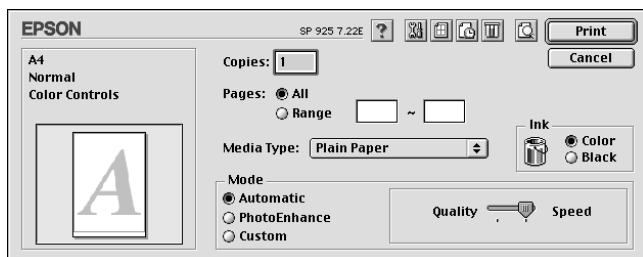 EPSON
SP 925 7.22E
?
Print
Cancel
A4
Normal
Color Controls
A
Copies: 1
Pages: All
Range ~
Media Type: Plain Paper
Ink
Color
Black
Mode
Automatic
PhotoEnhance
Custom
Quality Speed